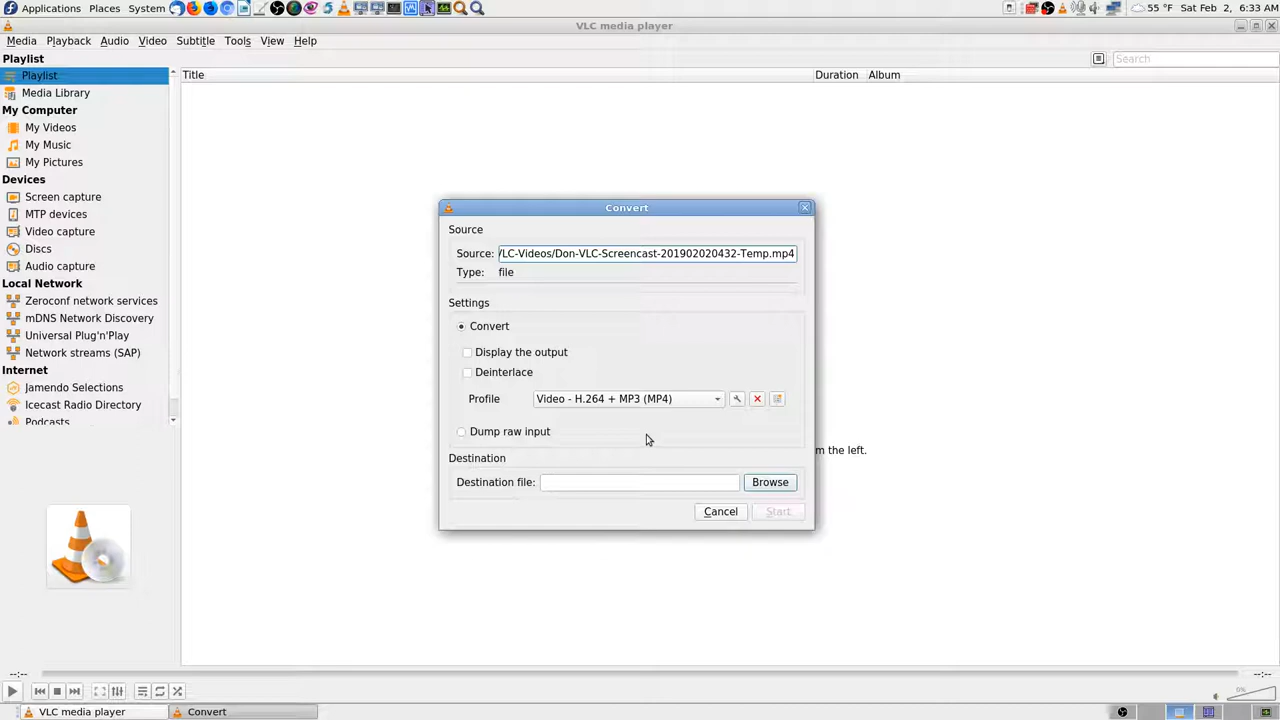 Applications Places System
55 °F Sat Feb 2, 6:33 AM
VLC media player
Media Playback Audio Video Subtitle Tools View Help
Playlist
Search
Playlist
Title Duration Album
Media Library
My Computer
My Videos
My Music
My Pictures
Devices
Screen capture
MTP devices
Video capture
Discs
Audio capture
Local Network
Zeroconf network services
mDNS Network Discovery
Universal Plug'n'Play
Network streams (SAP)
Internet
Jamendo Selections
Icecast Radio Directory
Podcasts
Convert
Source
Source: /LC-Videos/Don-VLC-Screencast-201902020432-Temp.mp4
Type: file
Settings
Convert
Display the output
Deinterlace
Profile Video - H.264 + MP3 (MP4)
Dump raw input
Destination
Destination file: Browse
Cancel Start
m the left.
--:-- --:--
0%
VLC media player Convert